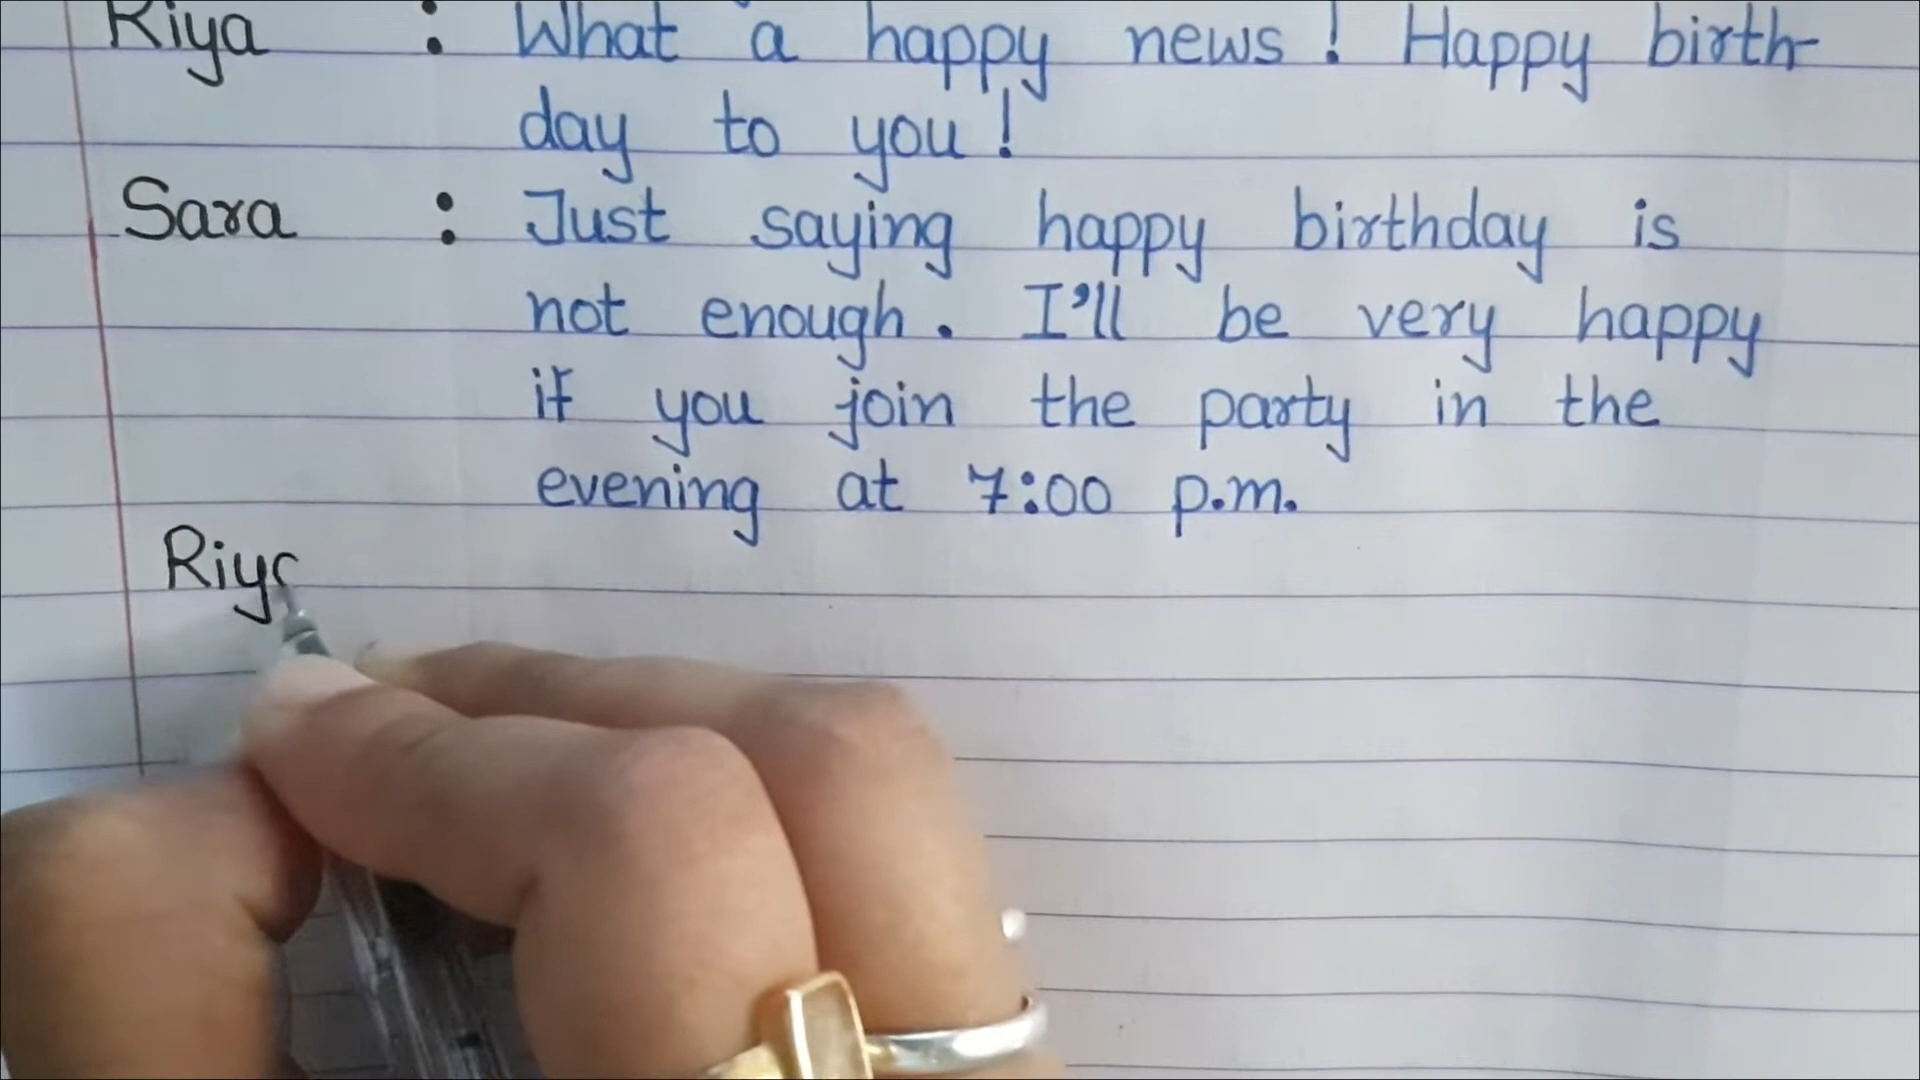 Riya : What a happy news! Happy birth-
day to you!
Sara : Just saying happy birthday is
not enough. I'll be very happy
if you join the party in the
evening at 7:00 p.m.
Riya